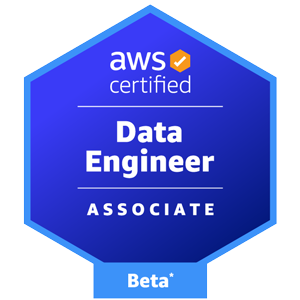 aws
certified
Data
Engineer
ASSOCIATE
Beta*